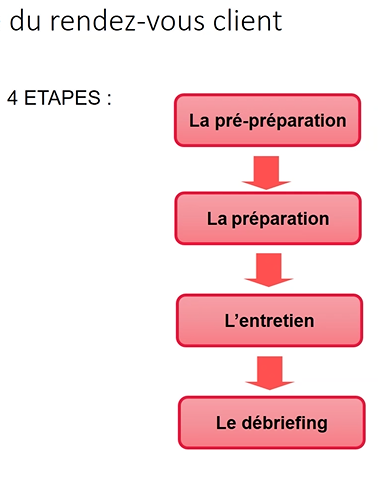 du rendez-vous client
4 ETAPES :
La pré-préparation
La préparation
L’entretien
Le débriefing